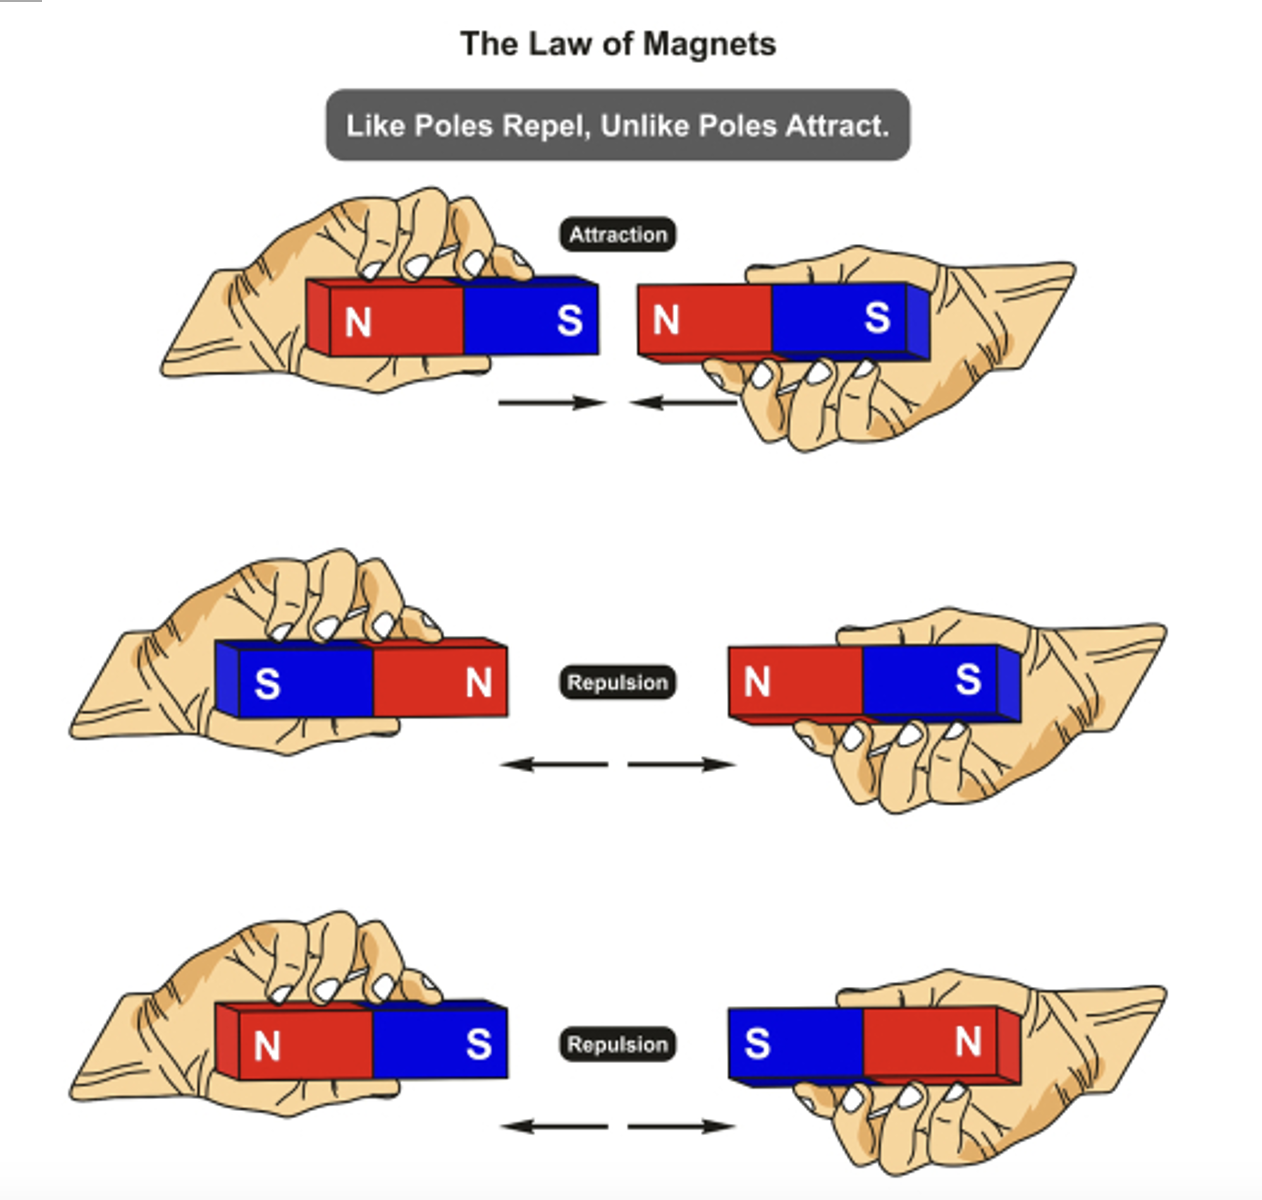 The Law of Magnets
Like Poles Repel, Unlike Poles Attract.
Attraction
N S N S
S N Repulsion N S
N S Repulsion S N